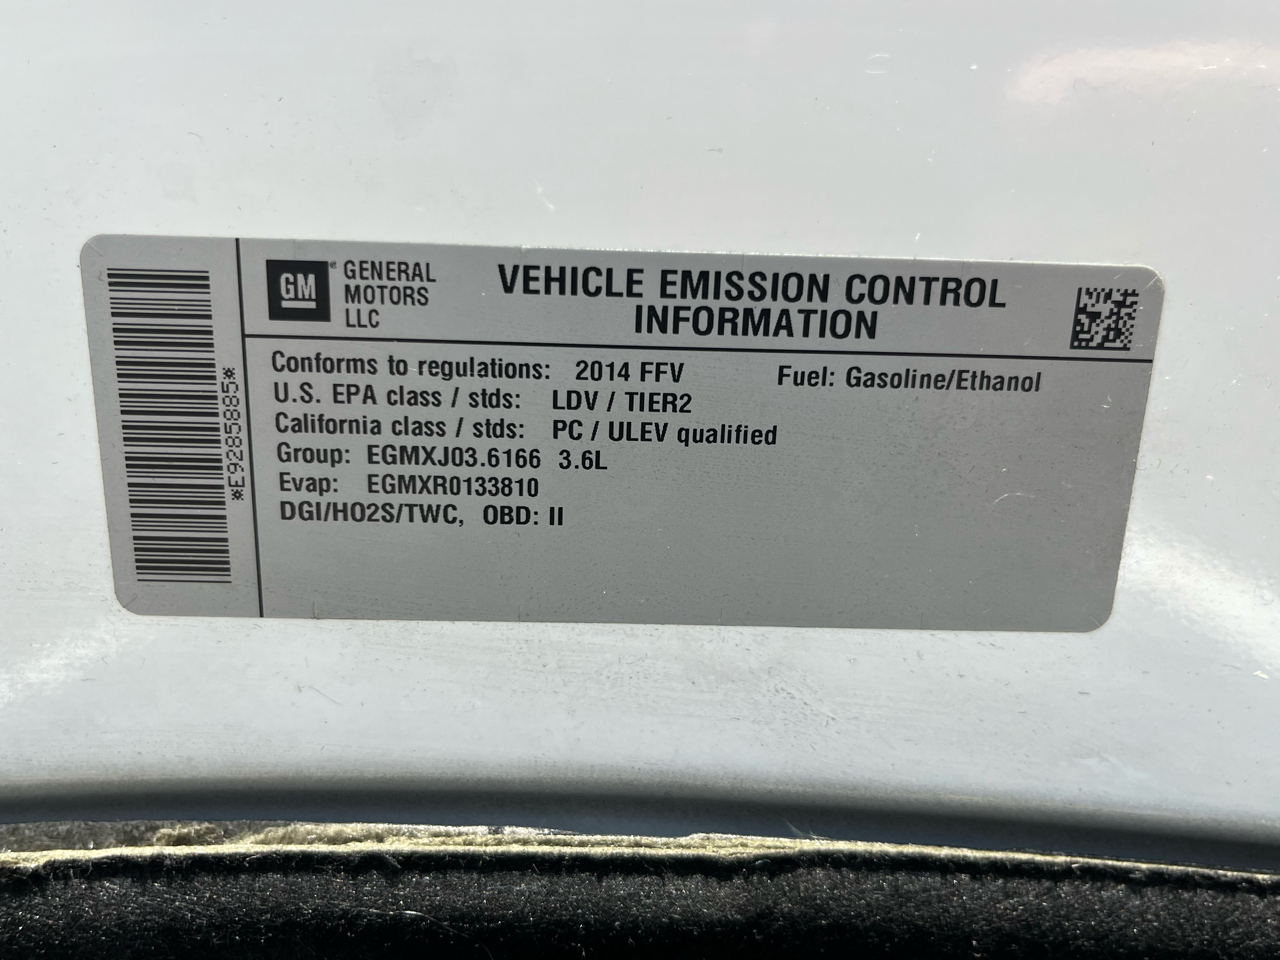 *E9285885*
GM
GENERAL
MOTORS
LLC
VEHICLE EMISSION CONTROL
INFORMATION
Conforms to regulations: 2014 FFV Fuel: Gasoline/Ethanol
U.S. EPA class / stds: LDV / TIER2
California class / stds: PC / ULEV qualified
Group: EGMXJ03.6166 3.6L
Evap: EGMXR0133810
DGI/HO2S/TWC, OBD: II